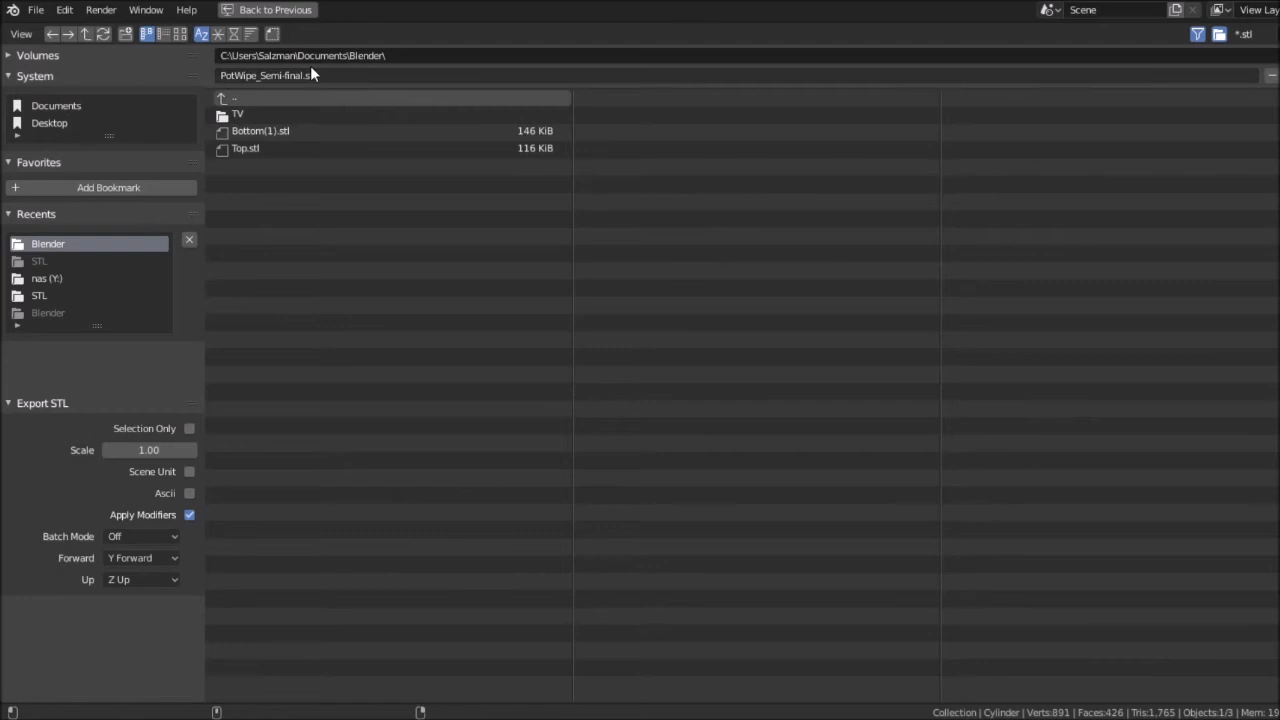 File Edit Render Window Help Back to Previous Scene View Lay
View *.stl
Volumes C:\Users\Salzman\Documents\Blender\
System PotWipe_Semi-final.s
Documents ..
TV
Desktop Bottom(1).stl 146 KiB
Top.stl 116 KiB
Favorites
Add Bookmark
Recents
Blender
STL
nas (Y:)
STL
Blender
Export STL
Selection Only
Scale 1.00
Scene Unit
Ascii
Apply Modifiers
Batch Mode Off
Forward Y Forward
Up Z Up
Collection | Cylinder | Verts:891 | Faces:426 | Tris:1,765 | Objects:1/3 | Mem: 19